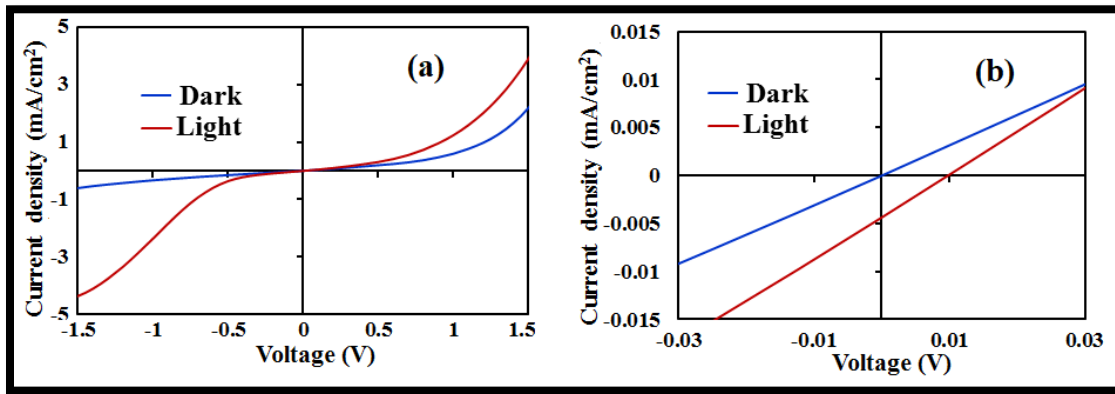 (a)
Current density (mA/cm²)
5
3
1
-1
-3
-5
Dark
Light
-1.5
-1
-0.5
0
0.5
1
1.5
Voltage (V)
(b)
Current density (mA/cm²)
0.015
0.01
0.005
0
-0.005
-0.01
-0.015
Dark
Light
-0.03
-0.01
0.01
0.03
Voltage (V)